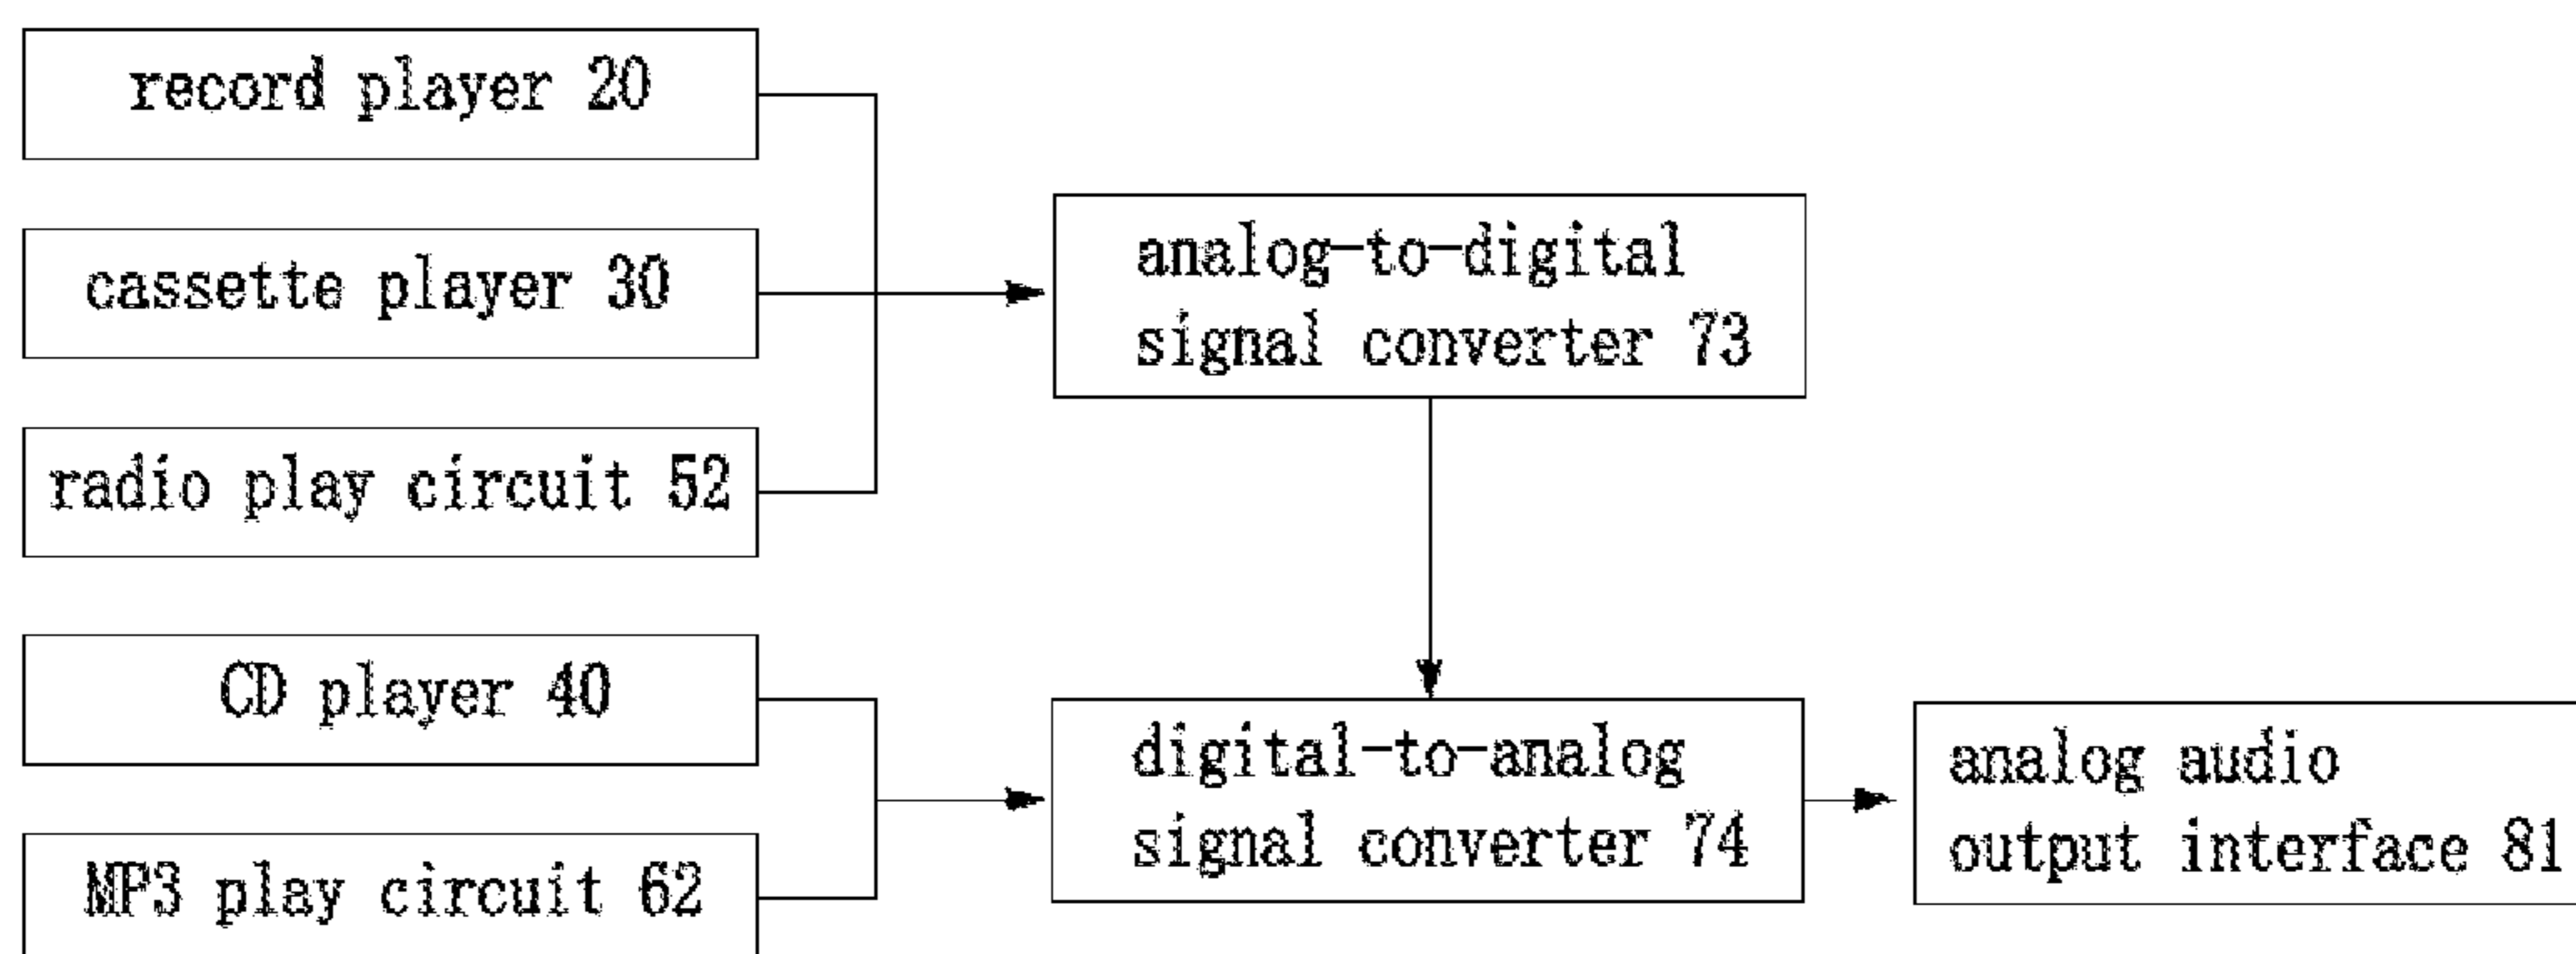 record player 20
cassette player 30
radio play circuit 52
analog-to-digital
signal converter 73
CD player 40
MP3 play circuit 62
digital-to-analog
signal converter 74
analog audio
output interface 81